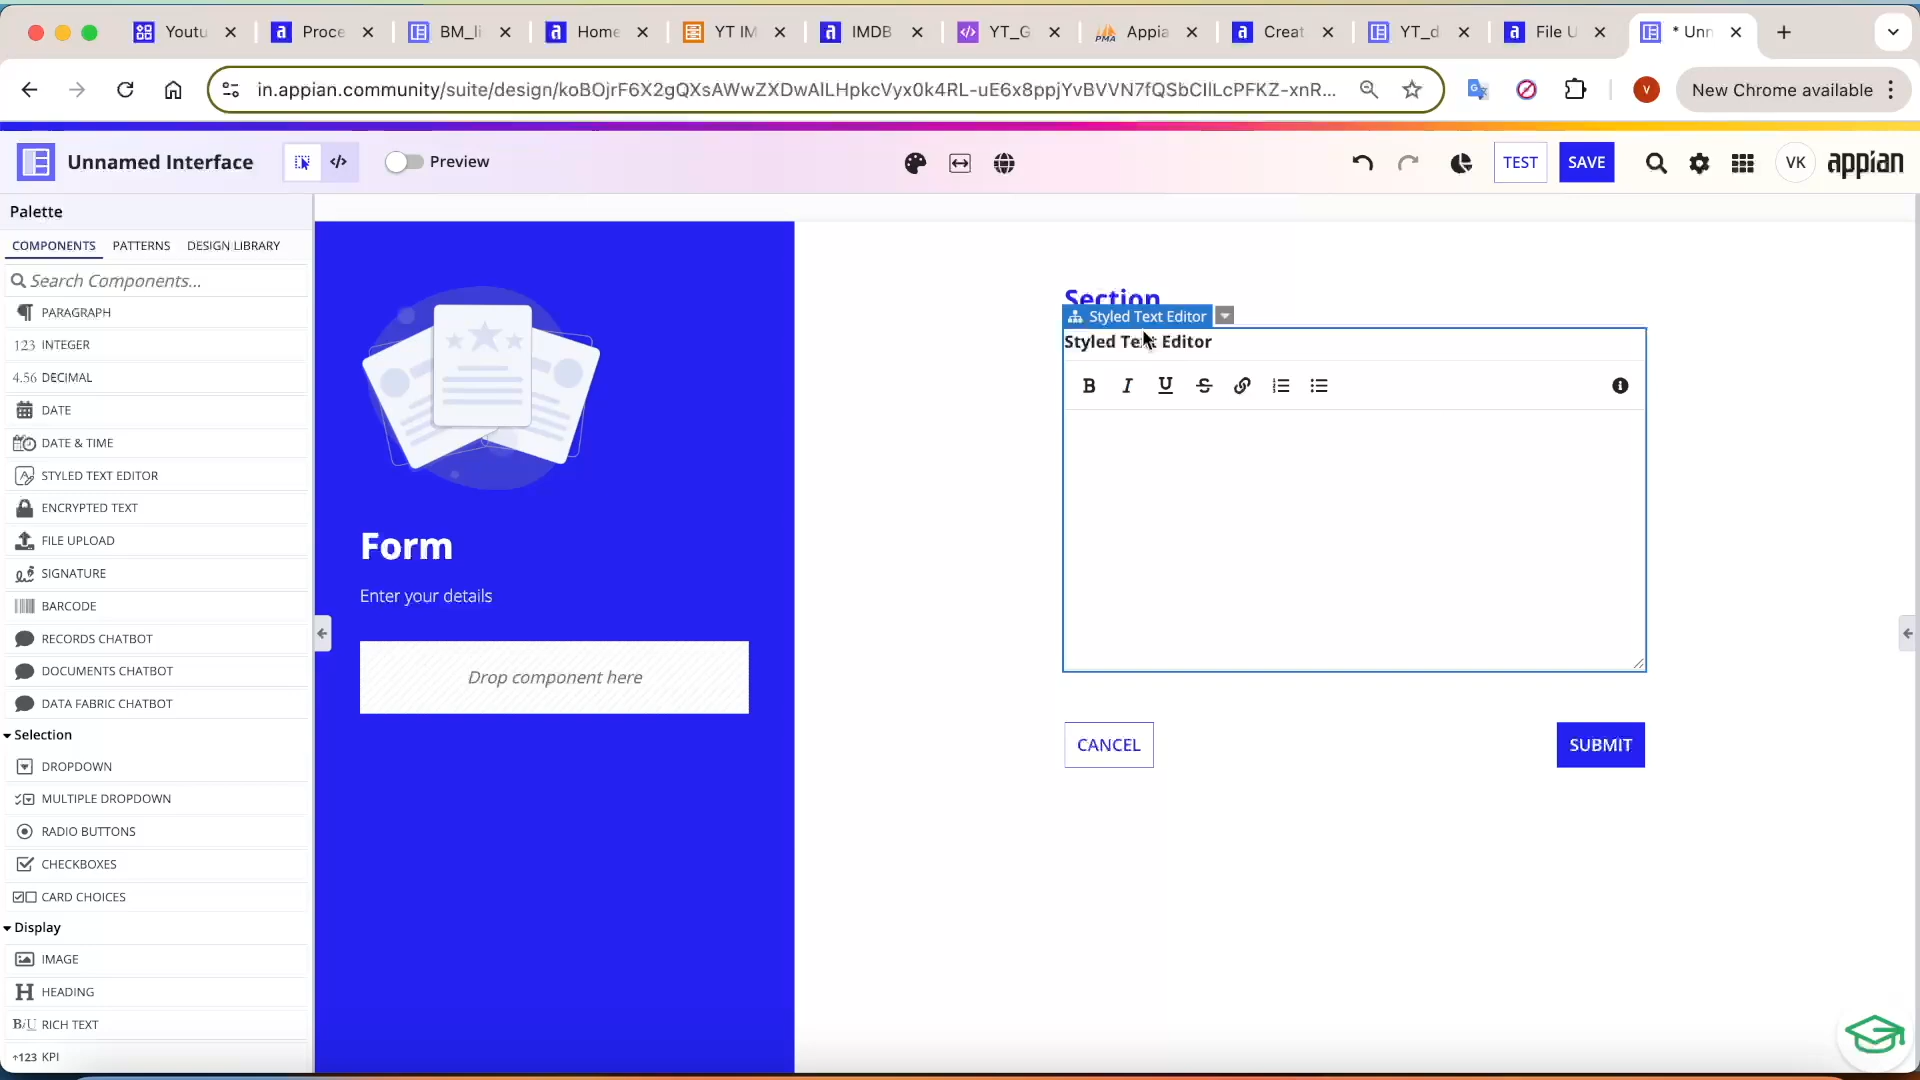 Youtu
Proce
BM_li
Home
YT IM
IMDB
YT_G
Appia
Creat
YT_d
File U
* Unn
in.appian.community/suite/design/koBOjrF6X2gQXsAWwZXDwAlLHpkcVyx0k4RL-uE6x8ppjYvBVVN7fQSbCIlLcPFKZ-xnR...
V
New Chrome available
Unnamed Interface
Preview
TEST
SAVE
VK
appian
Palette
COMPONENTS
PATTERNS
DESIGN LIBRARY
Search Components...
PARAGRAPH
123 INTEGER
4.56 DECIMAL
DATE
DATE & TIME
STYLED TEXT EDITOR
ENCRYPTED TEXT
FILE UPLOAD
SIGNATURE
BARCODE
RECORDS CHATBOT
DOCUMENTS CHATBOT
DATA FABRIC CHATBOT
Selection
DROPDOWN
MULTIPLE DROPDOWN
RADIO BUTTONS
CHECKBOXES
CARD CHOICES
Display
IMAGE
HEADING
RICH TEXT
+123 KPI
Form
Enter your details
Drop component here
Section
Styled Text Editor
Styled Text Editor
B I U S
CANCEL
SUBMIT